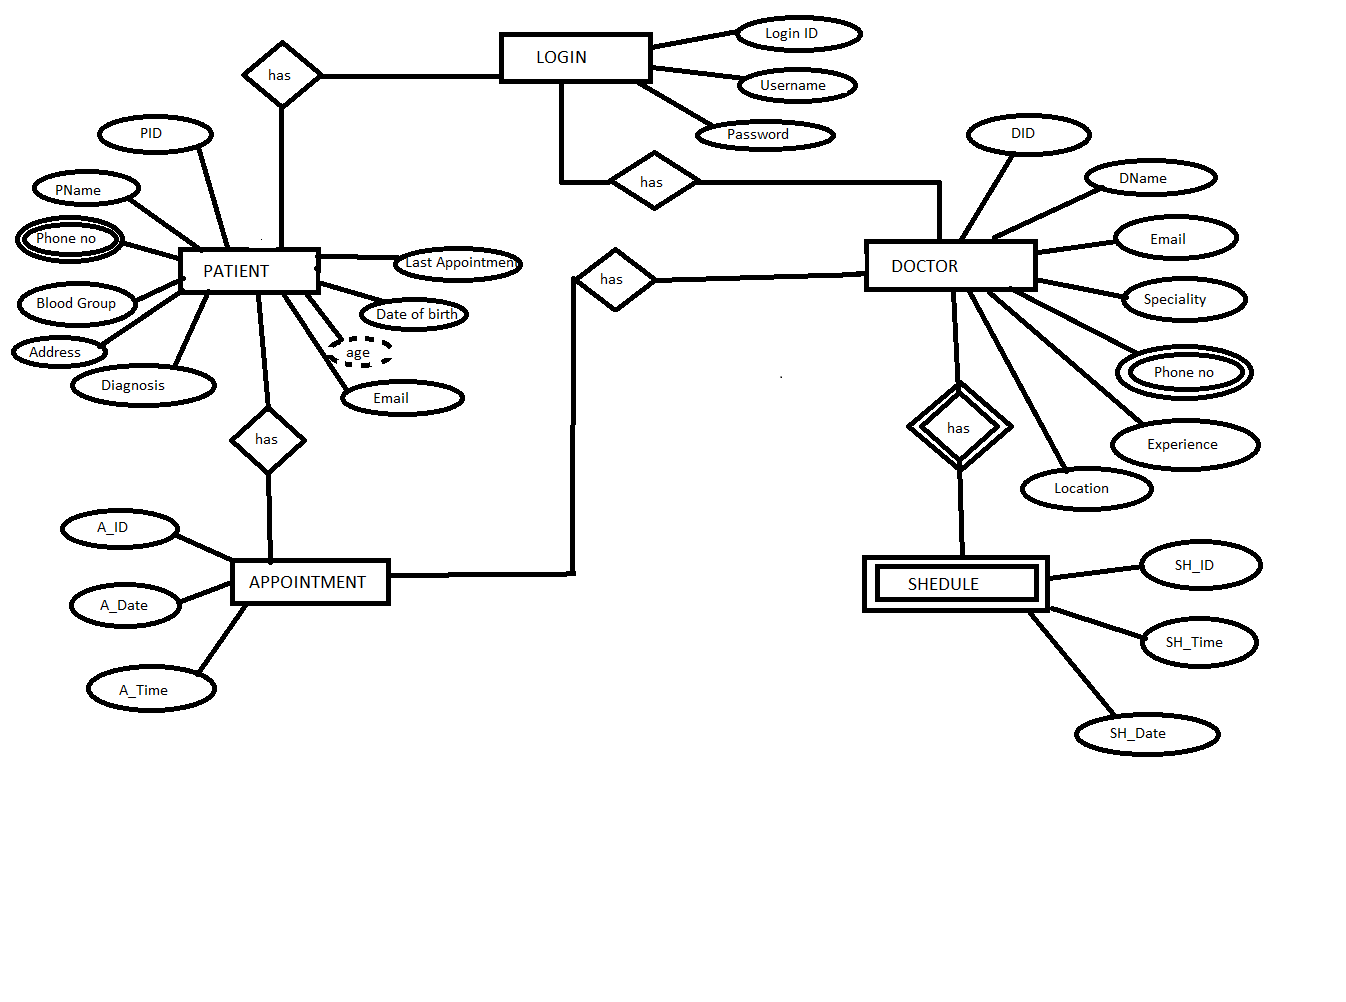 LOGIN
Login ID
Username
Password
has
has
PID
PName
Phone no
Blood Group
Address
Diagnosis
PATIENT
Last Appointment
Date of birth
age
Email
has
has
DID
DName
Email
Speciality
Phone no
Experience
Location
DOCTOR
has
A_ID
A_Date
A_Time
APPOINTMENT
SHEDULE
SH_ID
SH_Time
SH_Date